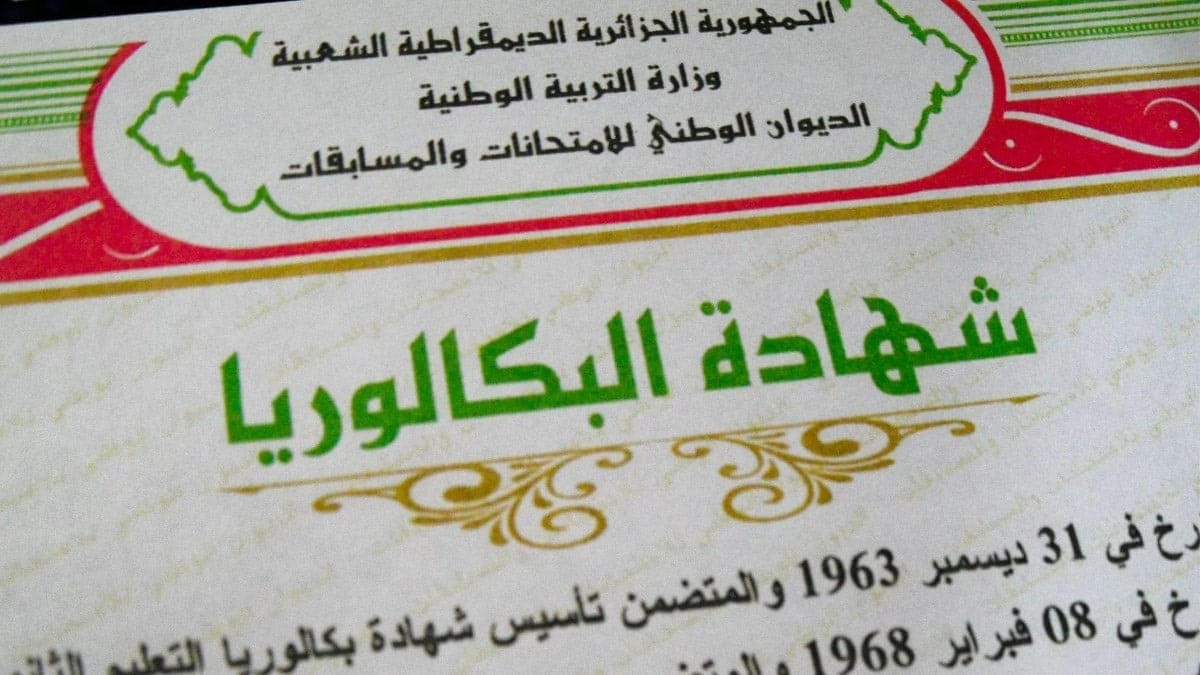 الجمهورية الجزائرية الديمقراطية الشعبية
وزارة التربية الوطنية
الديوان الوطني للامتحانات والمسابقات
شهادة البكالوريا
في 31 ديسمبر 1963 والمتضمن تأسيس شهادة بكالوريا التعليم
في 08 فبراير 1968